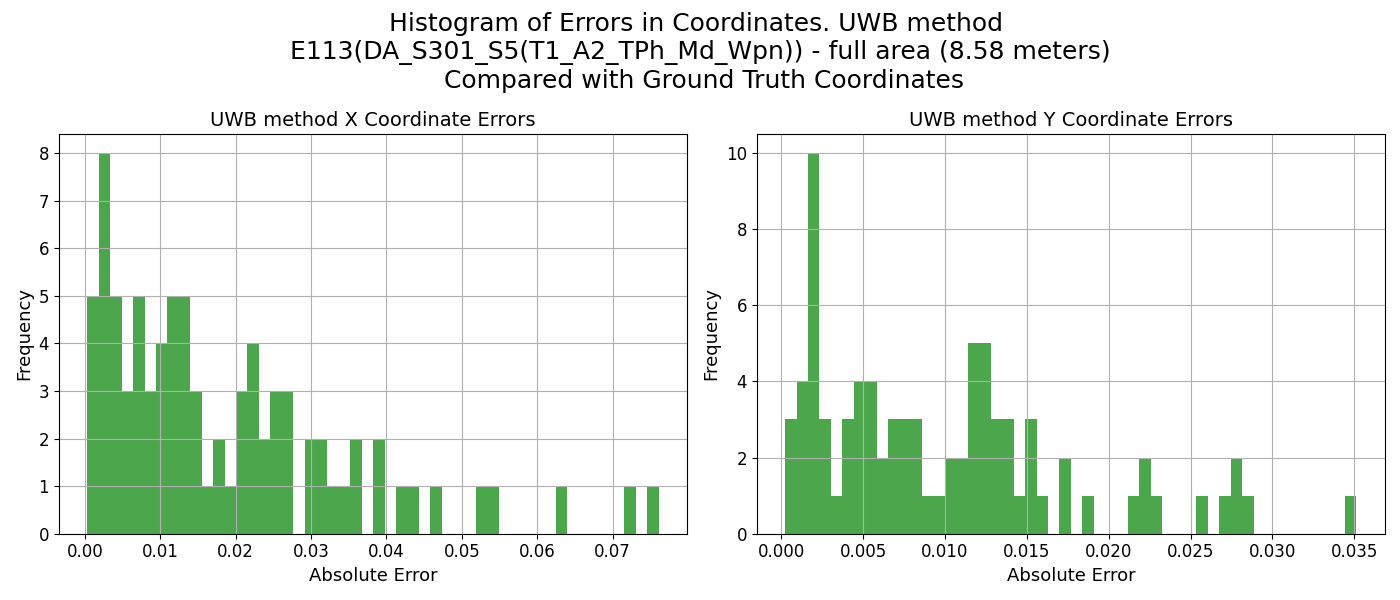 Histogram of Errors in Coordinates. UWB method
E113(DA_S301_S5(T1_A2_TPh_Md_Wpn)) - full area (8.58 meters)
Compared with Ground Truth Coordinates
UWB method X Coordinate Errors
8
7
6
5
4
3
2
1
0
Frequency
0.00 0.01 0.02 0.03 0.04 0.05 0.06 0.07
Absolute Error
UWB method Y Coordinate Errors
10
8
6
4
2
0
Frequency
0.000 0.005 0.010 0.015 0.020 0.025 0.030 0.035
Absolute Error